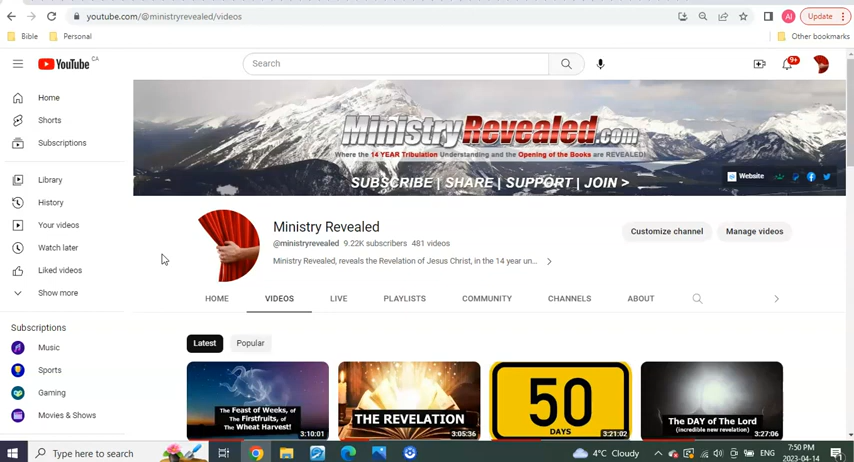 youtube.com/@ministryrevealed/videos
AI
Update
Bible
Personal
Other bookmarks
YouTube CA
Search
9+
MinistryRevealed.com
Where the 14 YEAR Tribulation Understanding and the Opening of the Books are REVEALED!
SUBSCRIBE | SHARE | SUPPORT | JOIN >
Website
Home
Shorts
Subscriptions
Library
History
Your videos
Watch later
Liked videos
Show more
Subscriptions
Music
Sports
Gaming
Movies & Shows
Ministry Revealed
@ministryrevealed 9.22K subscribers 481 videos
Ministry Revealed, reveals the Revelation of Jesus Christ, in the 14 year un...
Customize channel
Manage videos
HOME
VIDEOS
LIVE
PLAYLISTS
COMMUNITY
CHANNELS
ABOUT
Latest
Popular
The Feast of Weeks, of
The Firstfruits, of
The Wheat Harvest!
3:10:01
THE REVELATION
3:05:36
50
DAYS
3:21:02
The DAY of The Lord
(incredible new revelation)
3:27:06
Type here to search
4°C Cloudy
7:50 PM
2023-04-14